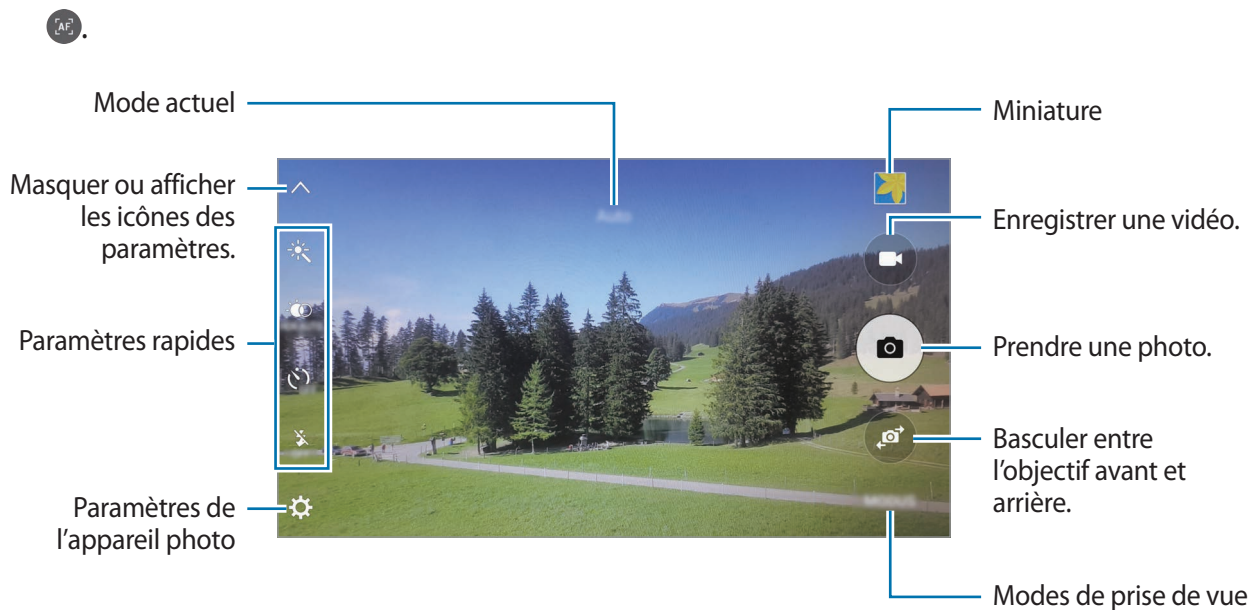 AF
.
Mode actuel
Masquer ou afficher
les icônes des
paramètres.
Paramètres rapides
Paramètres de
l'appareil photo
Miniature
Enregistrer une vidéo.
Prendre une photo.
Basculer entre
l'objectif avant et
arrière.
Modes de prise de vue